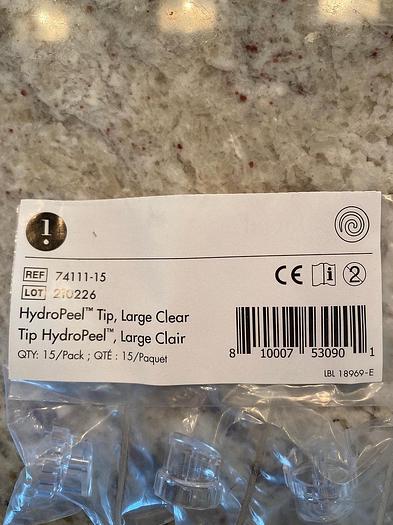 1
REF 74111-15
LOT 210226
HydroPeel™ Tip, Large Clear
Tip HydroPeel™, Large Clair
QTY: 15/Pack ; QTÉ : 15/Paquet
CE
2
8 10007 53090 1
LBL 18969-E